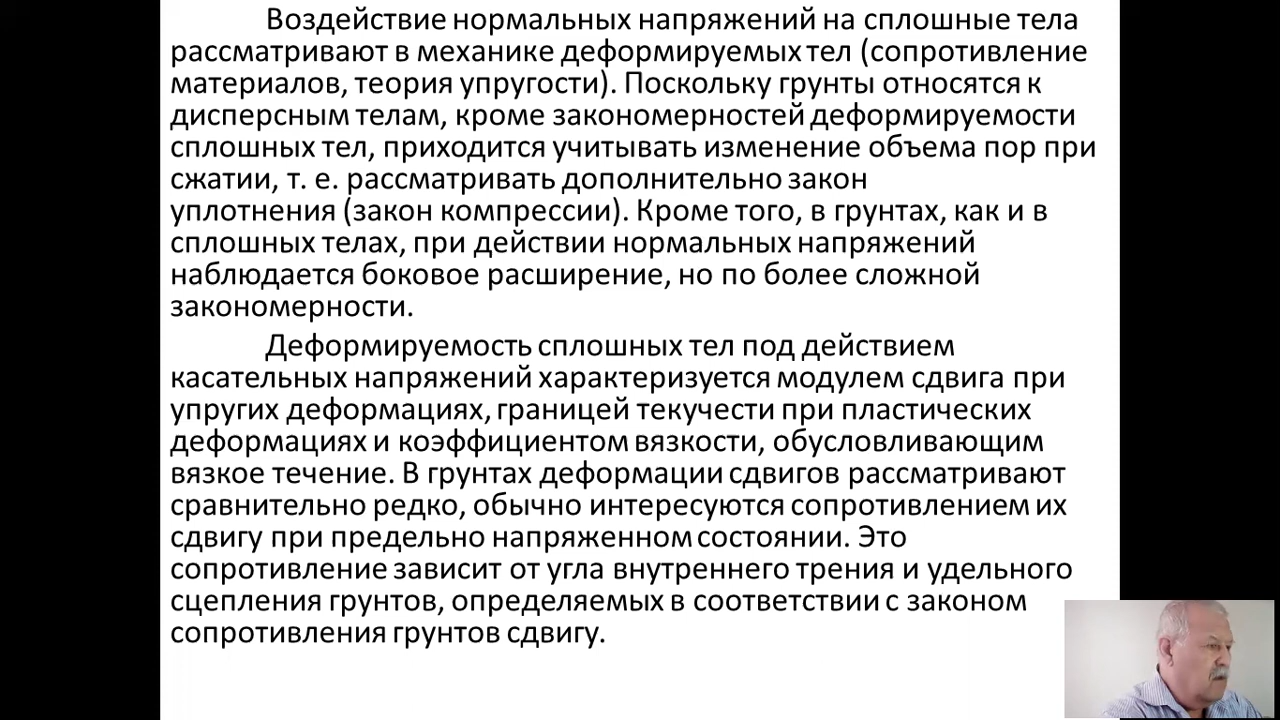 Воздействие нормальных напряжений на сплошные тела
рассматривают в механике деформируемых тел (сопротивление
материалов, теория упругости). Поскольку грунты относятся к
дисперсным телам, кроме закономерностей деформируемости
сплошных тел, приходится учитывать изменение объема пор при
сжатии, т. е. рассматривать дополнительно закон
уплотнения (закон компрессии). Кроме того, в грунтах, как и в
сплошных телах, при действии нормальных напряжений
наблюдается боковое расширение, но по более сложной
закономерности.
Деформируемость сплошных тел под действием
касательных напряжений характеризуется модулем сдвига при
упругих деформациях, границей текучести при пластических
деформациях и коэффициентом вязкости, обусловливающим
вязкое течение. В грунтах деформации сдвигов рассматривают
сравнительно редко, обычно интересуются сопротивлением их
сдвигу при предельно напряженном состоянии. Это
сопротивление зависит от угла внутреннего трения и удельного
сцепления грунтов, определяемых в соответствии с законом
сопротивления грунтов сдвигу.